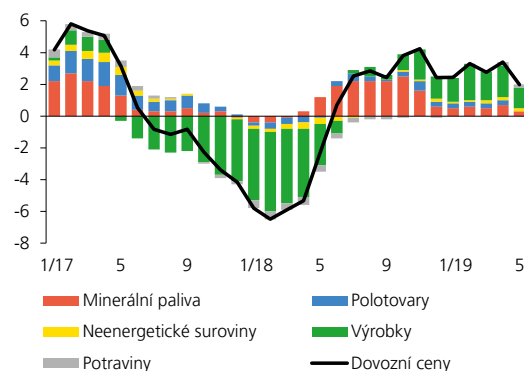 6
4
2
0
-2
-4
-6
-8
1/17 5 9 1/18 5 9 1/19 5
Minerální paliva Polotovary
Neenergetické suroviny Výrobky
Potraviny Dovozní ceny